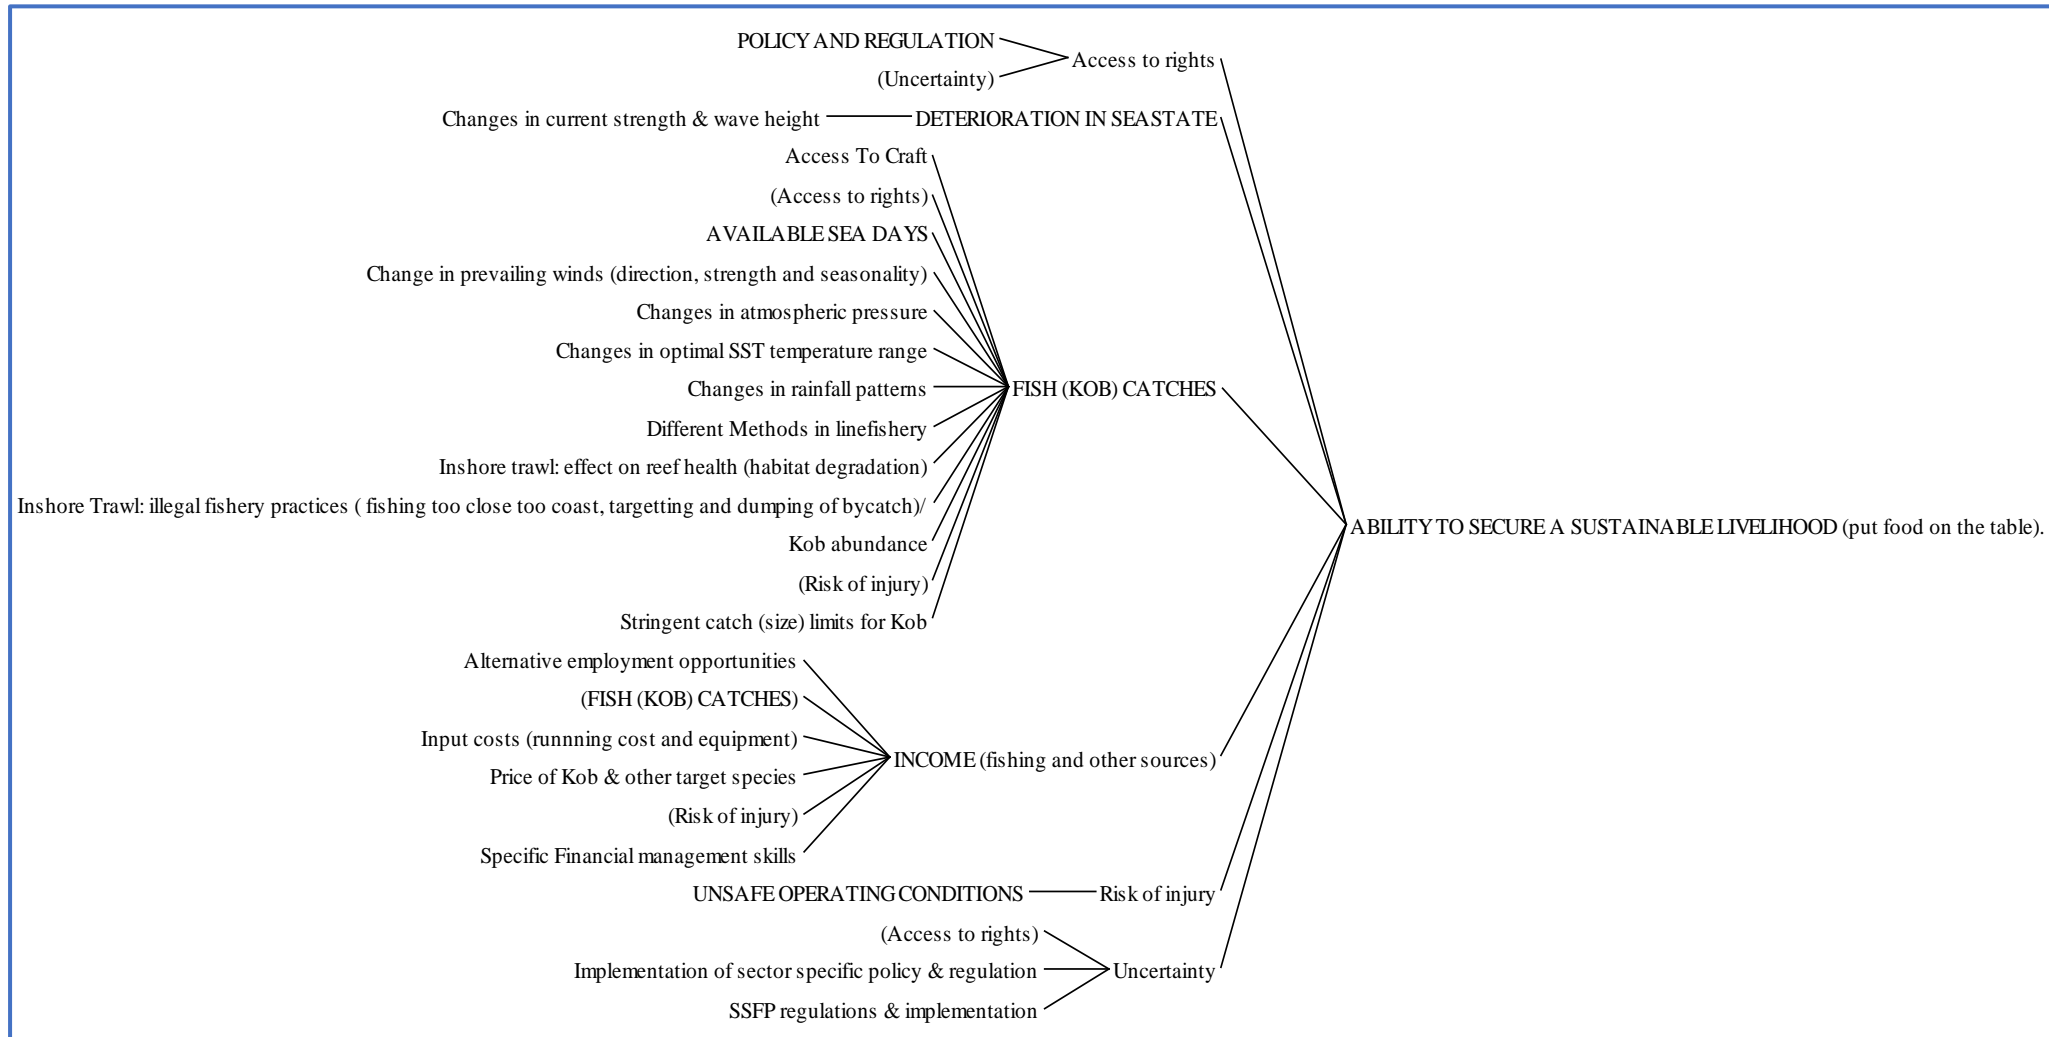 POLICY AND REGULATION
Access to rights
(Uncertainty)
Changes in current strength & wave height
DETERIORATION IN SEASTATE
Access To Craft
(Access to rights)
AVAILABLE SEA DAYS
Change in prevailing winds (direction, strength and seasonality)
Changes in atmospheric pressure
Changes in optimal SST temperature range
Changes in rainfall patterns
FISH (KOB) CATCHES
Different Methods in linefishery
Inshore trawl: effect on reef health (habitat degradation)
Inshore Trawl: illegal fishery practices ( fishing too close too coast, targetting and dumping of bycatch)/
ABILITY TO SECURE A SUSTAINABLE LIVELIHOOD (put food on the table).
Kob abundance
(Risk of injury)
Stringent catch (size) limits for Kob
Alternative employment opportunities
(FISH (KOB) CATCHES)
Input costs (runnning cost and equipment)
INCOME (fishing and other sources)
Price of Kob & other target species
(Risk of injury)
Specific Financial management skills
UNSAFE OPERATING CONDITIONS
Risk of injury
(Access to rights)
Implementation of sector specific policy & regulation
Uncertainty
SSFP regulations & implementation